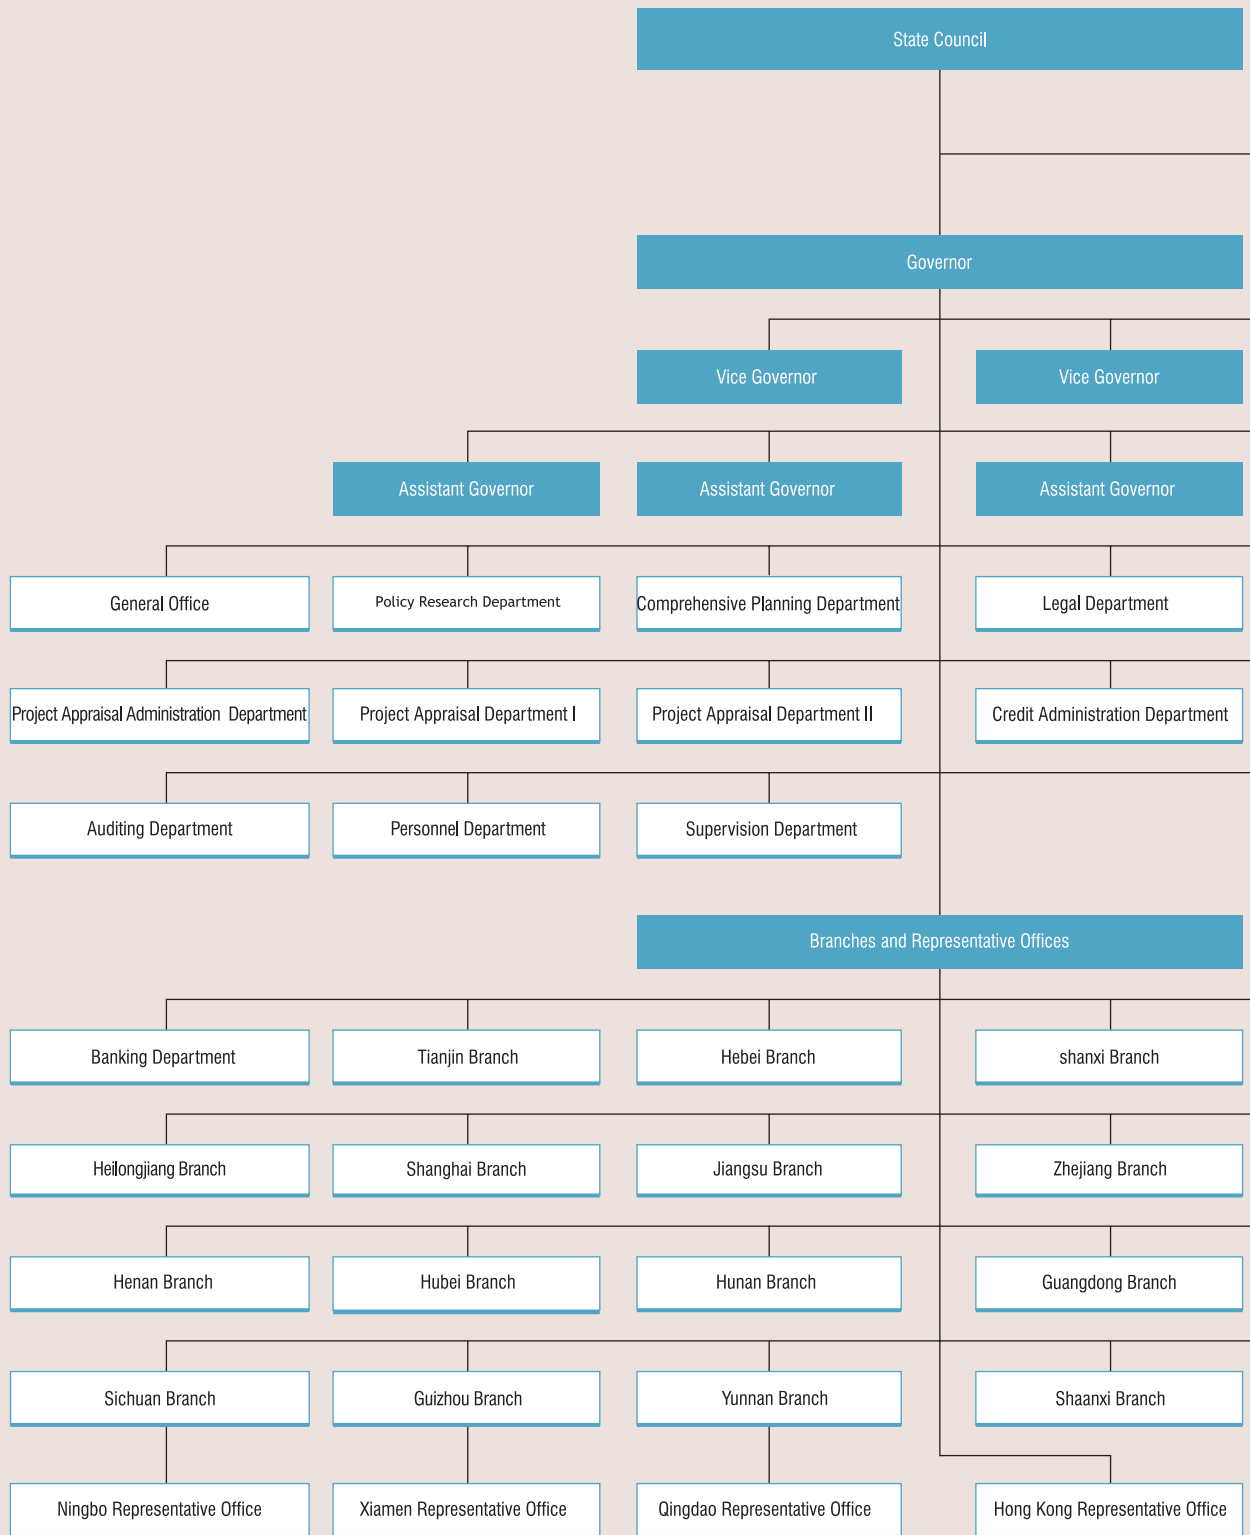 State Council
Governor
Vice Governor
Vice Governor
Assistant Governor
Assistant Governor
Assistant Governor
General Office
Policy Research Department
Comprehensive Planning Department
Legal Department
Project Appraisal Administration Department
Project Appraisal Department I
Project Appraisal Department II
Credit Administration Department
Auditing Department
Personnel Department
Supervision Department
Branches and Representative Offices
Banking Department
Tianjin Branch
Hebei Branch
shanxi Branch
Heilongjiang Branch
Shanghai Branch
Jiangsu Branch
Zhejiang Branch
Henan Branch
Hubei Branch
Hunan Branch
Guangdong Branch
Sichuan Branch
Guizhou Branch
Yunnan Branch
Shaanxi Branch
Ningbo Representative Office
Xiamen Representative Office
Qingdao Representative Office
Hong Kong Representative Office